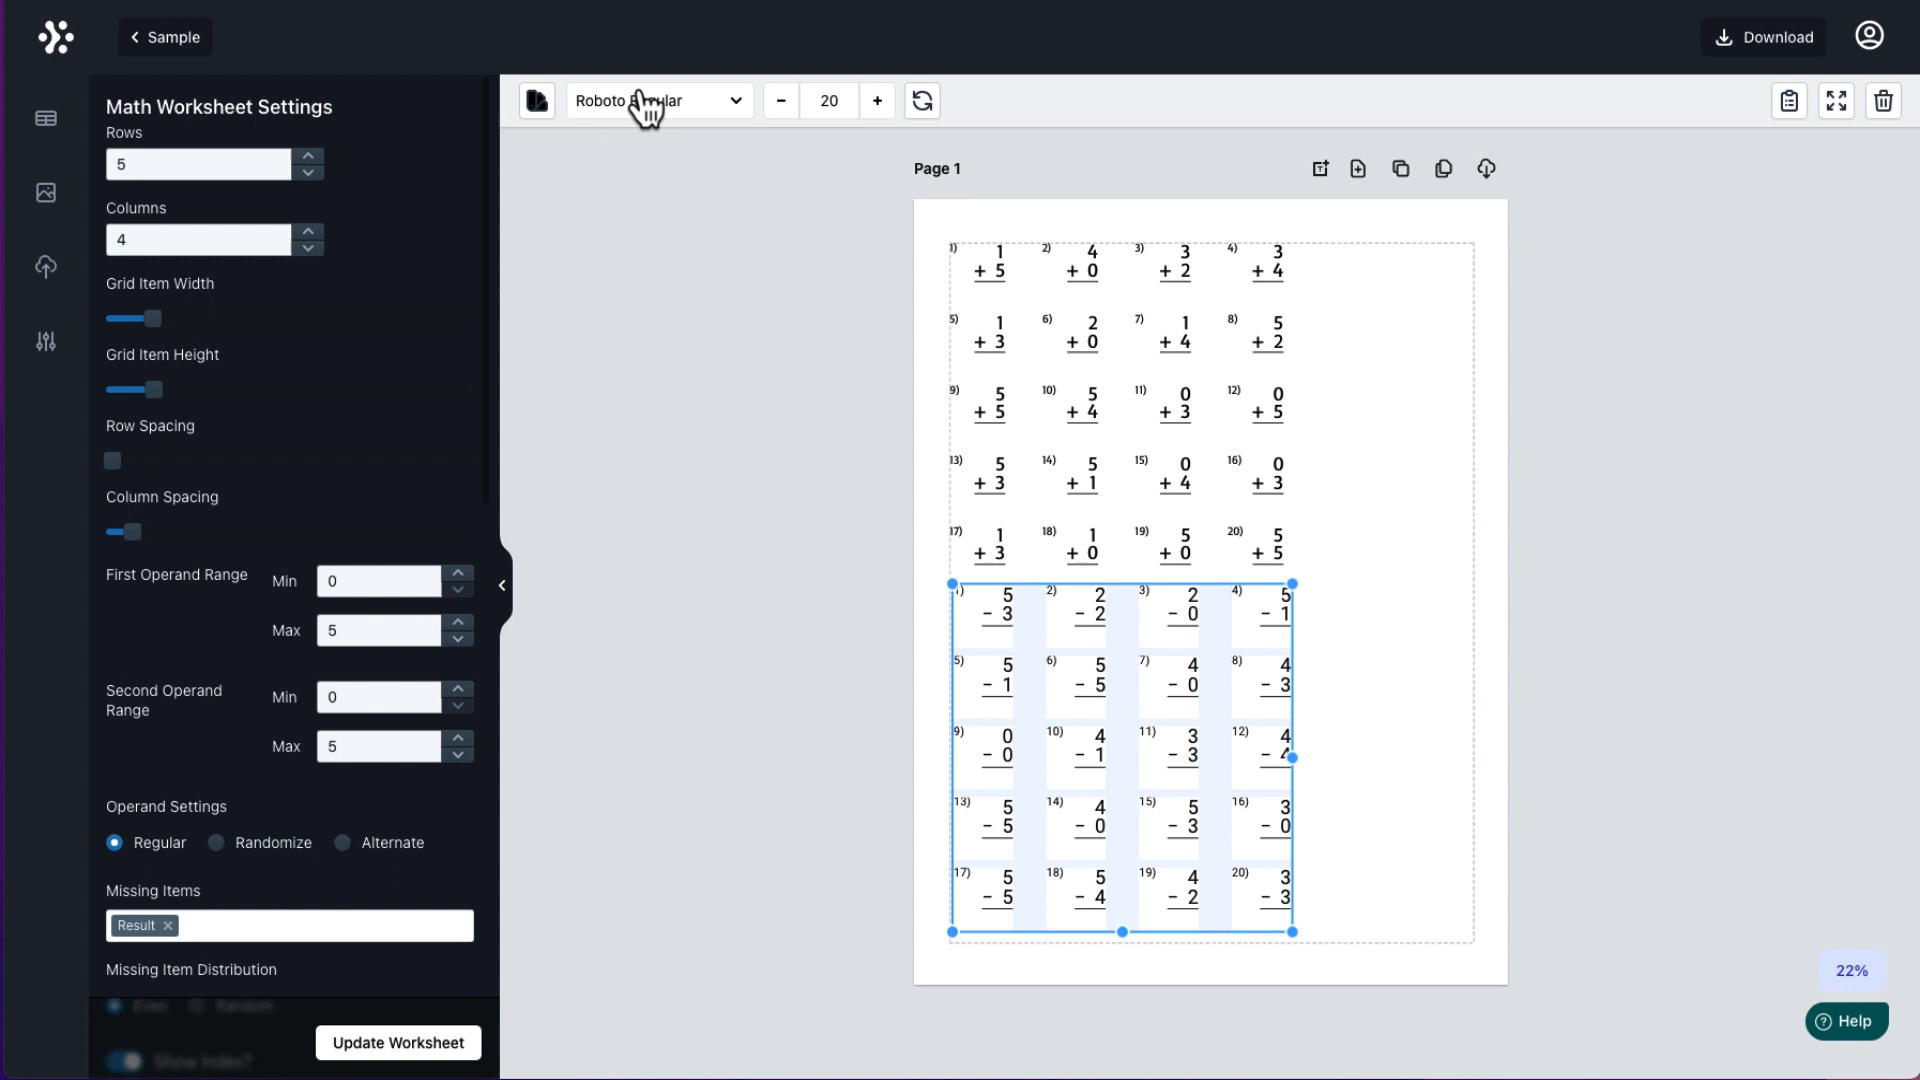 Sample
Download
Math Worksheet Settings
Rows
5
Columns
4
Grid Item Width
Grid Item Height
Row Spacing
Column Spacing
First Operand Range Min 0
Max 5
Second Operand Range Min 0
Max 5
Operand Settings
Regular Randomize Alternate
Missing Items
Result ×
Missing Item Distribution
Even Random
Show Index?
Update Worksheet
Roboto
- 20 +
Page 1
1) 1 2) 4 3) 3 4) 3
+ 5 + 0 + 2 + 4
5) 1 6) 2 7) 1 8) 5
+ 3 + 0 + 4 + 2
9) 5 10) 5 11) 0 12) 0
+ 5 + 4 + 3 + 5
13) 5 14) 5 15) 0 16) 0
+ 3 + 1 + 4 + 3
17) 1 18) 1 19) 5 20) 5
+ 3 + 0 + 0 + 5
1) 5 2) 2 3) 2 4) 5
- 3 - 2 - 0 - 1
5) 5 6) 5 7) 4 8) 4
- 1 - 5 - 0 - 3
9) 0 10) 4 11) 3 12) 4
- 0 - 1 - 3 - 4
13) 5 14) 4 15) 5 16) 3
- 5 - 0 - 3 - 0
17) 5 18) 5 19) 4 20) 3
- 5 - 4 - 2 - 3
22%
Help